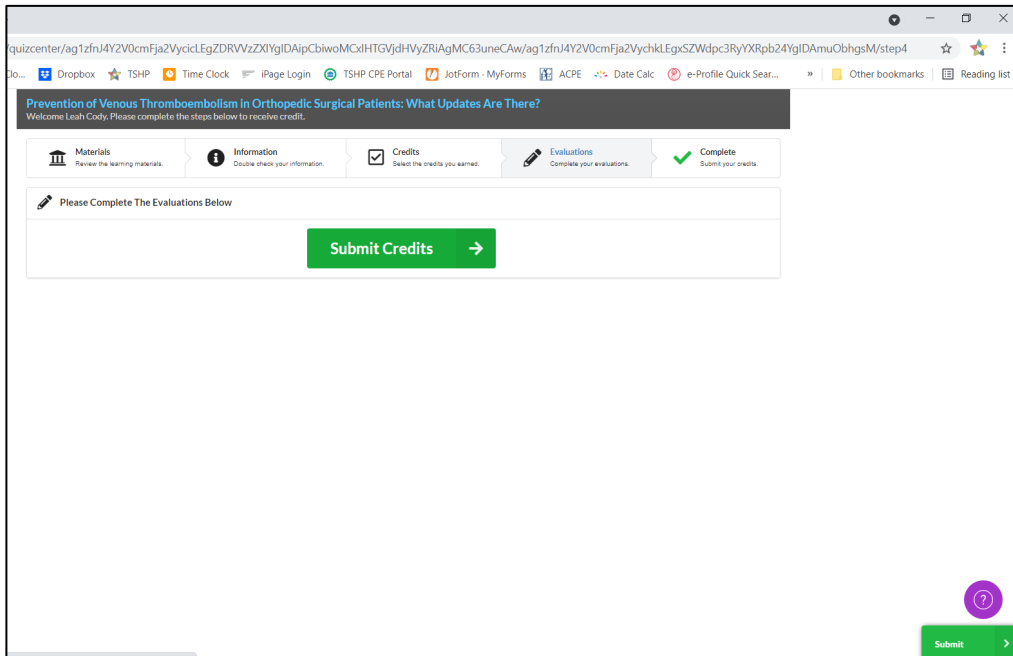 /quizcenter/ag1zfnJ4Y2V0cmFja2VycicLEgZDRVVzZXIYgIDAipCbiwoMCxIHTGVjdHVyZRiAgMC63uneCAw/ag1zfnJ4Y2V0cmFja2VychkLEgxSZWdpc3RyYXRpb24YgIDAmuObhgsM/step4
Clo... Dropbox TSHP Time Clock iPage Login TSHP CPE Portal JotForm · MyForms ACPE Date Calc e-Profile Quick Sear... » Other bookmarks Reading list
Prevention of Venous Thromboembolism in Orthopedic Surgical Patients: What Updates Are There?
Welcome Leah Cody. Please complete the steps below to receive credit.
Materials
Review the learning materials.
Information
Double check your information.
Credits
Select the credits you earned.
Evaluations
Complete your evaluations.
Complete
Submit your credits.
Please Complete The Evaluations Below
Submit Credits
?
Submit